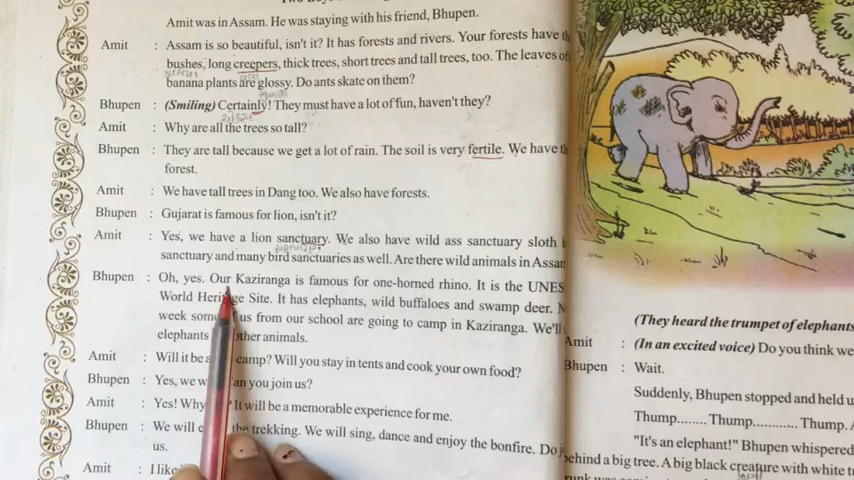 Amit was in Assam. He was staying with his friend, Bhupen.
Amit : Assam is so beautiful, isn't it? It has forests and rivers. Your forests have
bushes, long creepers, thick trees, short trees and tall trees, too. The leaves of
banana plants are glossy. Do ants skate on them?
Bhupen : (Smiling) Certainly! They must have a lot of fun, haven't they?
Amit : Why are all the trees so tall?
Bhupen : They are tall because we get a lot of rain. The soil is very fertile. We have
forest.
Amit : We have tall trees in Dang too. We also have forests.
Bhupen : Gujarat is famous for lion, isn't it?
Amit : Yes, we have a lion sanctuary. We also have wild ass sanctuary sloth
sanctuary and many bird sanctuaries as well. Are there wild animals in Assam
Bhupen : Oh, yes. Our Kaziranga is famous for one-horned rhino. It is the UNES
World Heritage Site. It has elephants, wild buffaloes and swamp deer.
week some us from our school are going to camp in Kaziranga. We'll
elephants other animals.
Amit : Will it be a camp? Will you stay in tents and cook your own food?
Bhupen : Yes, we w an you join us?
Amit : Yes! Why It will be a memorable experience for me.
Bhupen : We will the trekking. We will sing, dance and enjoy the bonfire. Do
us.
Amit : I like
(They heard the trumpet of elephants
Amit : (In an excited voice) Do you think we
Bhupen : Wait.
Suddenly, Bhupen stopped and held u
Thump........ Thump............ Thump.
"It's an elephant!" Bhupen whispered
behind a big tree. A big black creature with white tu